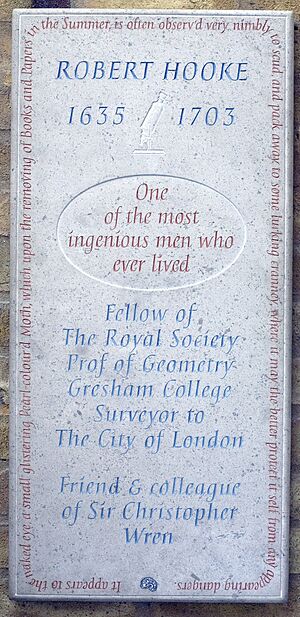 ROBERT HOOKE
1635 1703
One
of the most
ingenious men who
ever lived
Fellow of
The Royal Society
Prof of Geometry
Gresham College
Surveyor to
The City of London
Friend & colleague
of Sir Christopher
Wren
It appears to the
naked eye a small glistering Pearl-colour'd Moth which upon the removing of Books and Papers
in the Summer, is often observ'd very nimbly
to scud, and pack away to some lurking cranney where it may the better protect it self from any
appearing dangers.